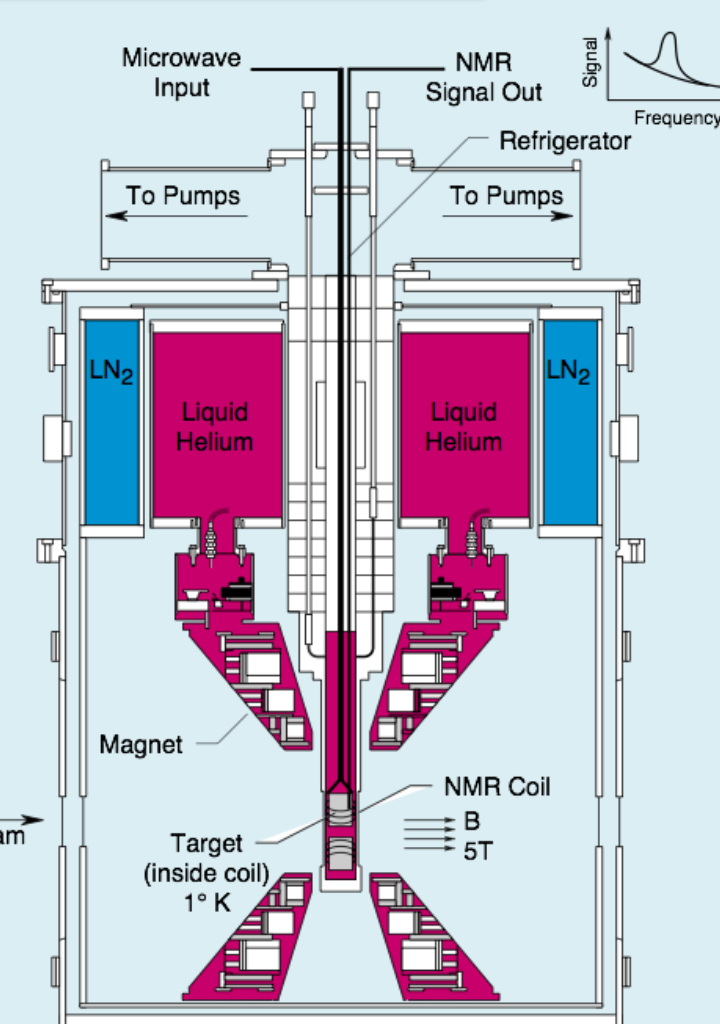 Microwave
Input
NMR
Signal Out
Signal
Frequency
Refrigerator
To Pumps
To Pumps
LN2
Liquid
Helium
Liquid
Helium
LN2
Magnet
NMR Coil
am
B
5T
Target
(inside coil)
1° K